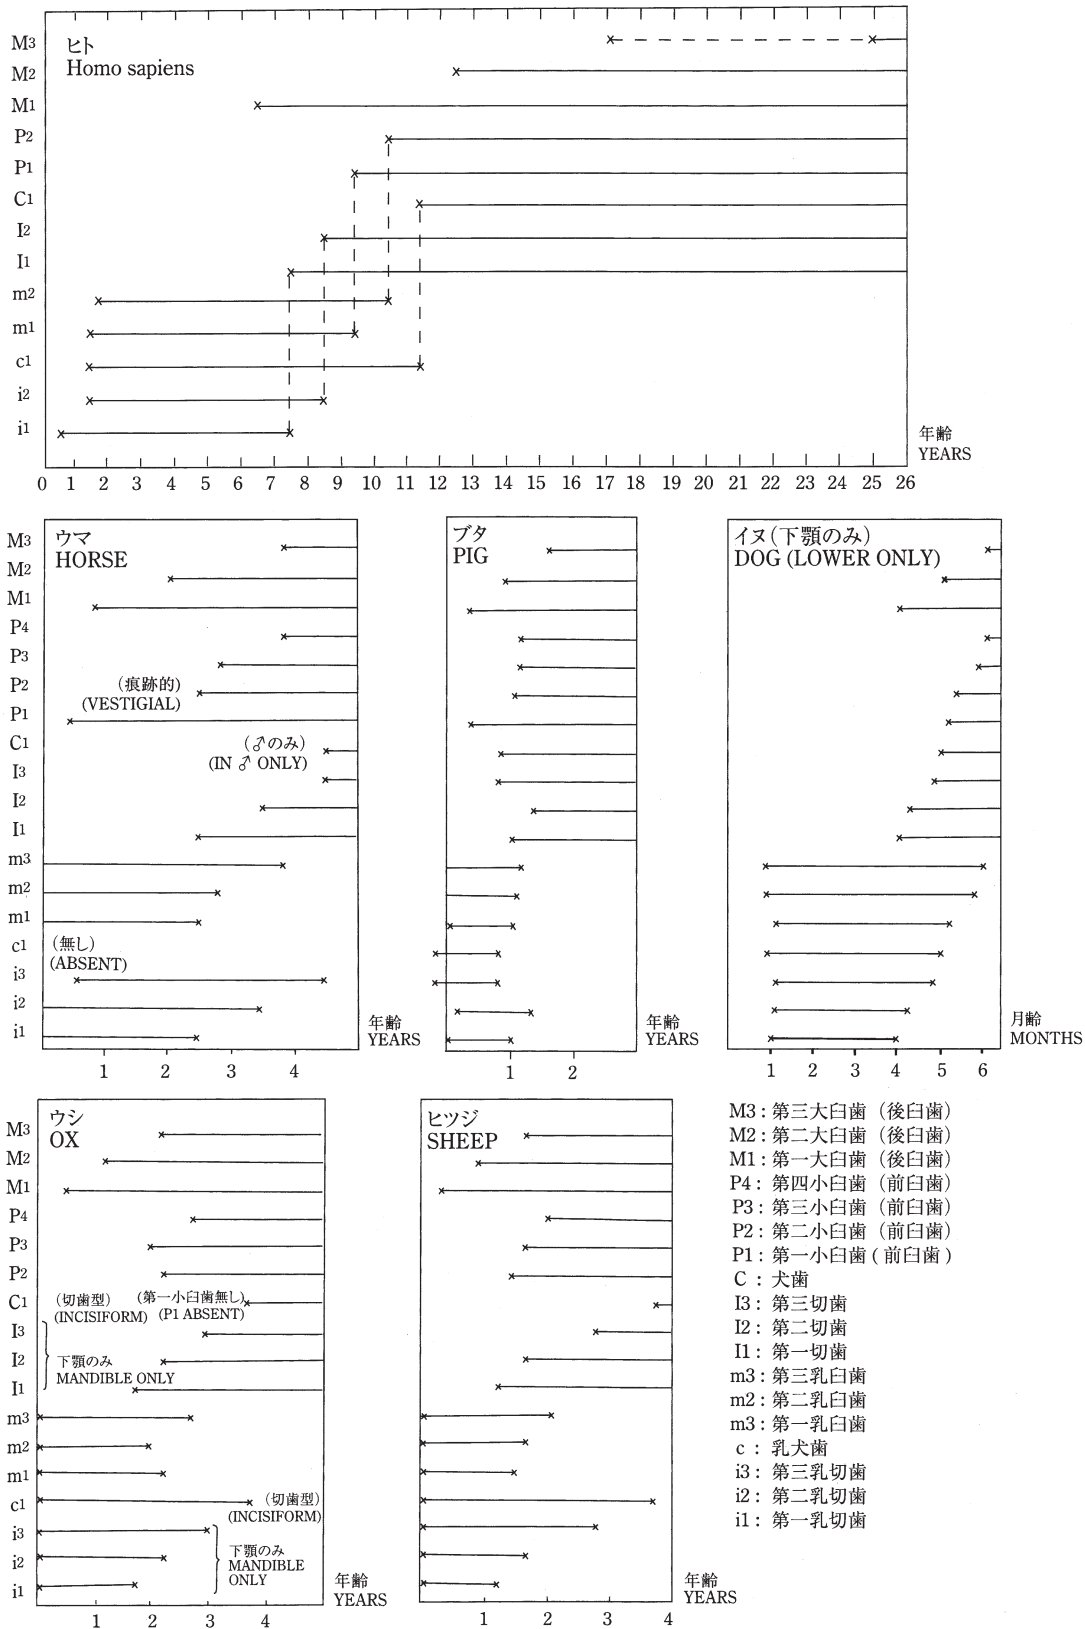 ヒト
Homo sapiens
M3
M2
M1
P2
P1
C1
I2
I1
m2
m1
c1
i2
i1
年齢
YEARS
0 1 2 3 4 5 6 7 8 9 10 11 12 13 14 15 16 17 18 19 20 21 22 23 24 25 26
ウマ
HORSE
M3
M2
M1
P4
P3
P2
P1
C1
I3
I2
I1
m3
m2
m1
c1
i3
i2
i1
(痕跡的)
(VESTIGIAL)
(♂のみ)
(IN ♂ ONLY)
(無し)
(ABSENT)
年齢
YEARS
1 2 3 4
ブタ
PIG
年齢
YEARS
1 2
イヌ(下顎のみ)
DOG (LOWER ONLY)
月齢
MONTHS
1 2 3 4 5 6
ウシ
OX
M3
M2
M1
P4
P3
P2
C1
I3
I2
I1
m3
m2
m1
c1
i3
i2
i1
(切歯型) (第一小臼歯無し)
(INCISIFORM) (P1 ABSENT)
下顎のみ
MANDIBLE ONLY
(切歯型)
(INCISIFORM)
下顎のみ
MANDIBLE
ONLY
年齢
YEARS
1 2 3 4
ヒツジ
SHEEP
年齢
YEARS
1 2 3 4
M3 : 第三大臼歯 (後臼歯)
M2 : 第二大臼歯 (後臼歯)
M1 : 第一大臼歯 (後臼歯)
P4 : 第四小臼歯 (前臼歯)
P3 : 第三小臼歯 (前臼歯)
P2 : 第二小臼歯 (前臼歯)
P1 : 第一小臼歯 (前臼歯)
C : 犬歯
I3 : 第三切歯
I2 : 第二切歯
I1 : 第一切歯
m3 : 第三乳臼歯
m2 : 第二乳臼歯
m3 : 第一乳臼歯
c : 乳犬歯
i3 : 第三乳切歯
i2 : 第二乳切歯
i1 : 第一乳切歯